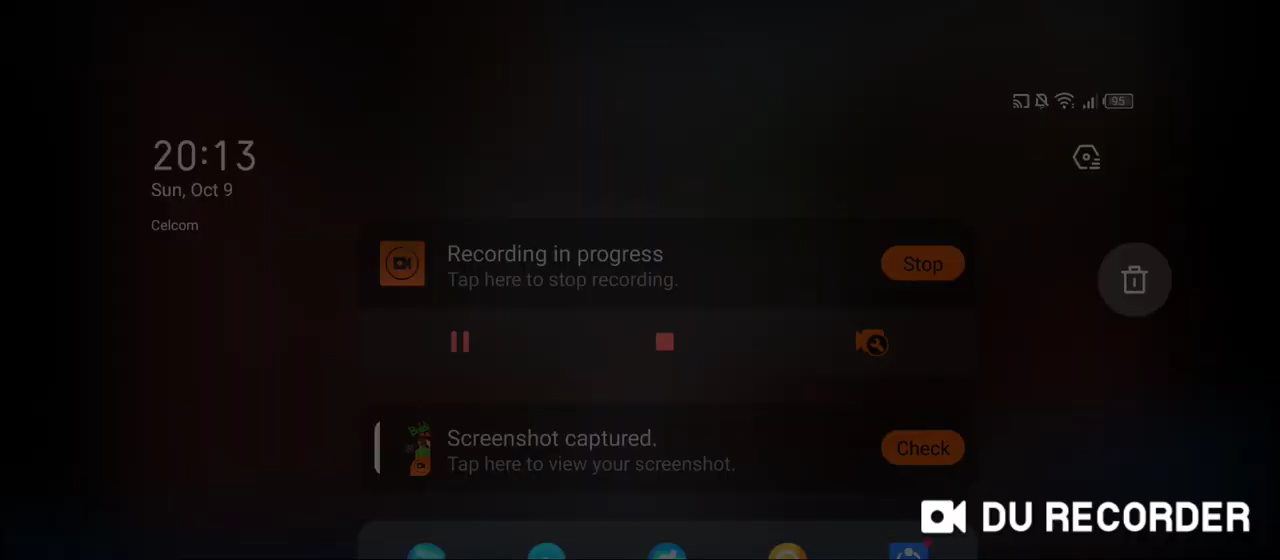 95
20:13
Sun, Oct 9
Celcom
Recording in progress
Tap here to stop recording.
Stop
Screenshot captured.
Tap here to view your screenshot.
Check
DU RECORDER